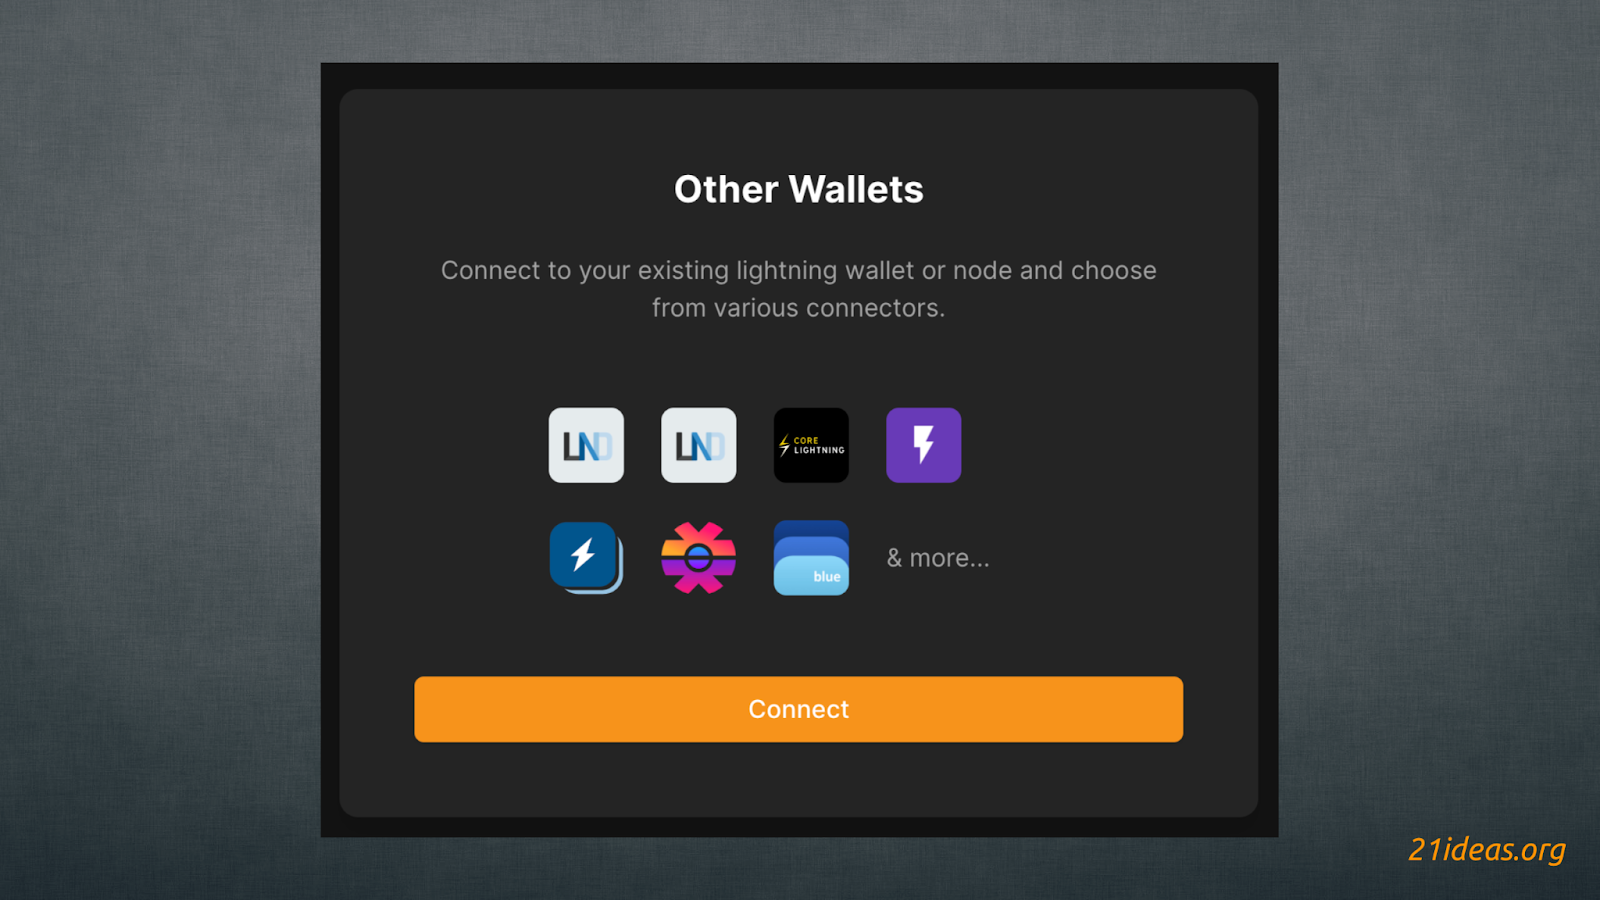 Other Wallets
Connect to your existing lightning wallet or node and choose
from various connectors.
LND
LND
CORE
LIGHTNING
blue
& more...
Connect
21ideas.org